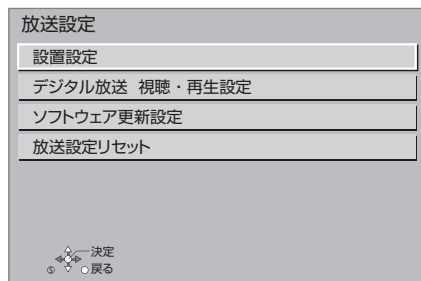 放送設定
設置設定
デジタル放送 視聴・再生設定
ソフトウェア更新設定
放送設定リセット
決定
戻る